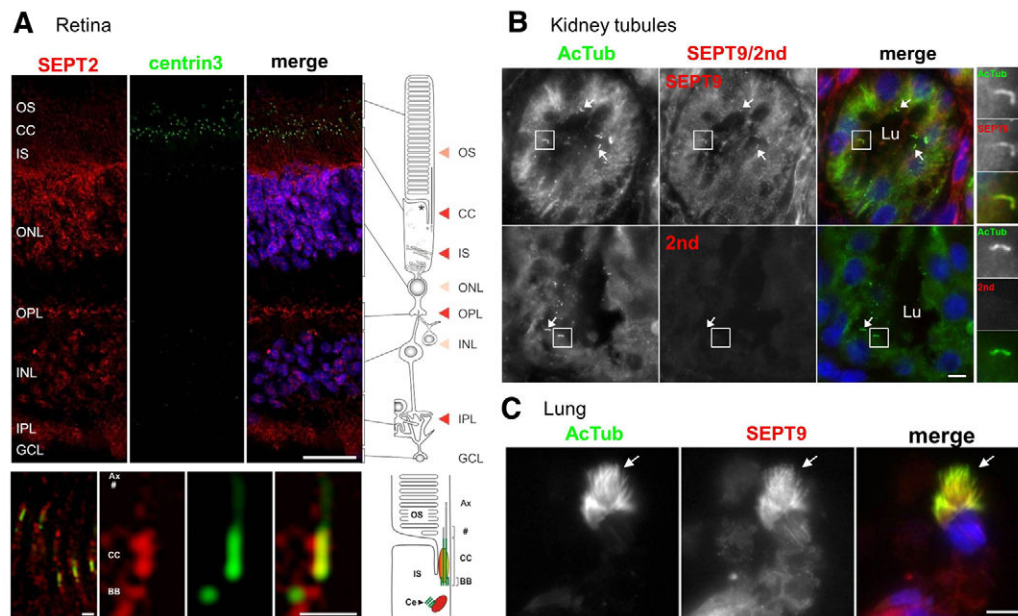 A Retina
SEPT2 centrin3 merge
OS
CC
IS
ONL
OPL
INL
IPL
GCL
OS
CC
*
IS
ONL
OPL
INL
IPL
GCL
Ax
#
CC
BB
OS
IS
Ce
Ax
#
CC
BB
B Kidney tubules
AcTub SEPT9/2nd merge
SEPT9
Lu
AcTub
SEPT9
2nd
Lu
AcTub
2nd
C Lung
AcTub SEPT9 merge